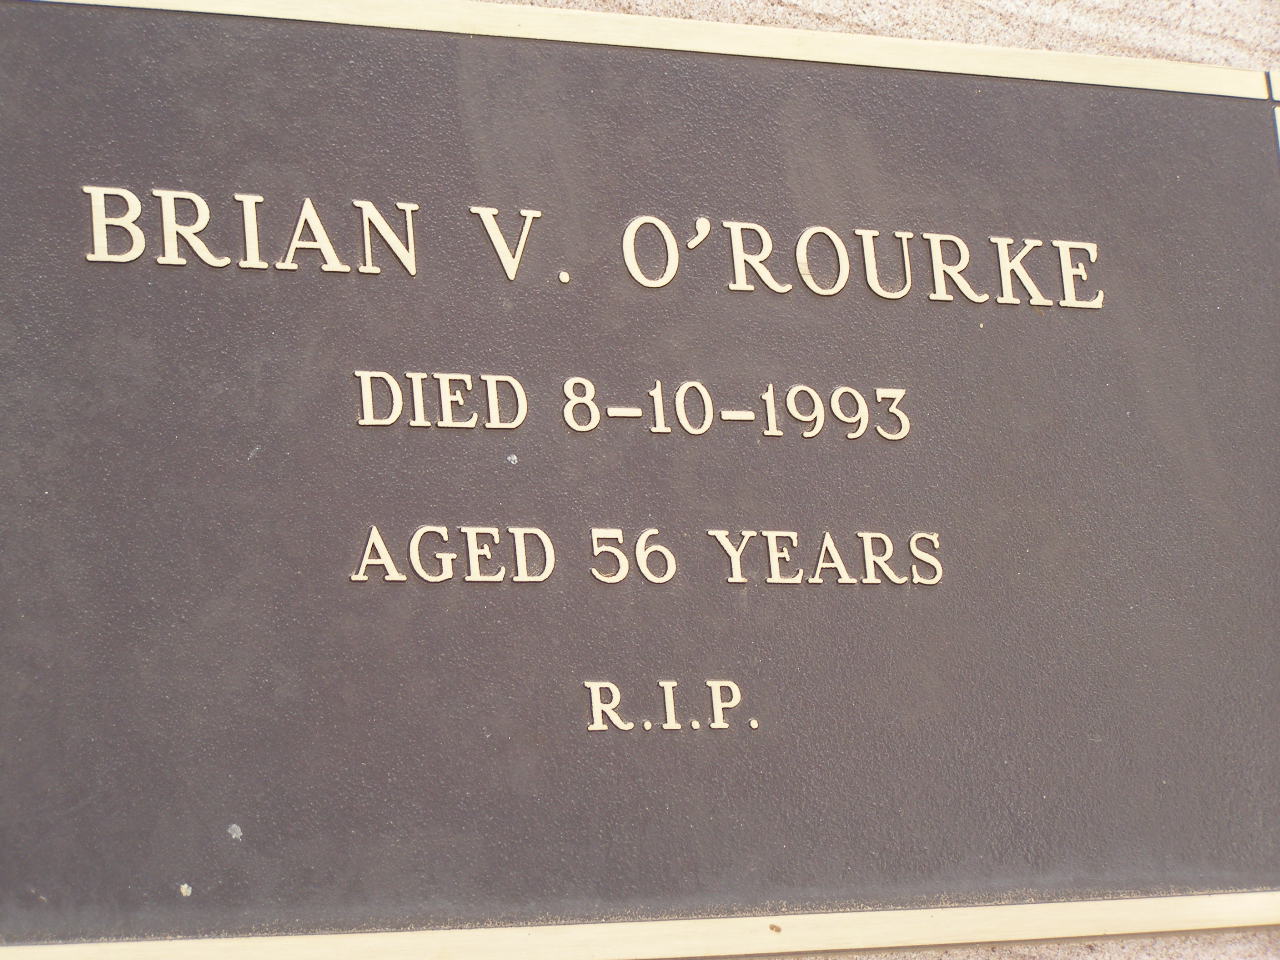 BRIAN V. O'ROURKE
DIED 8-10-1993
AGED 56 YEARS
R.I.P.